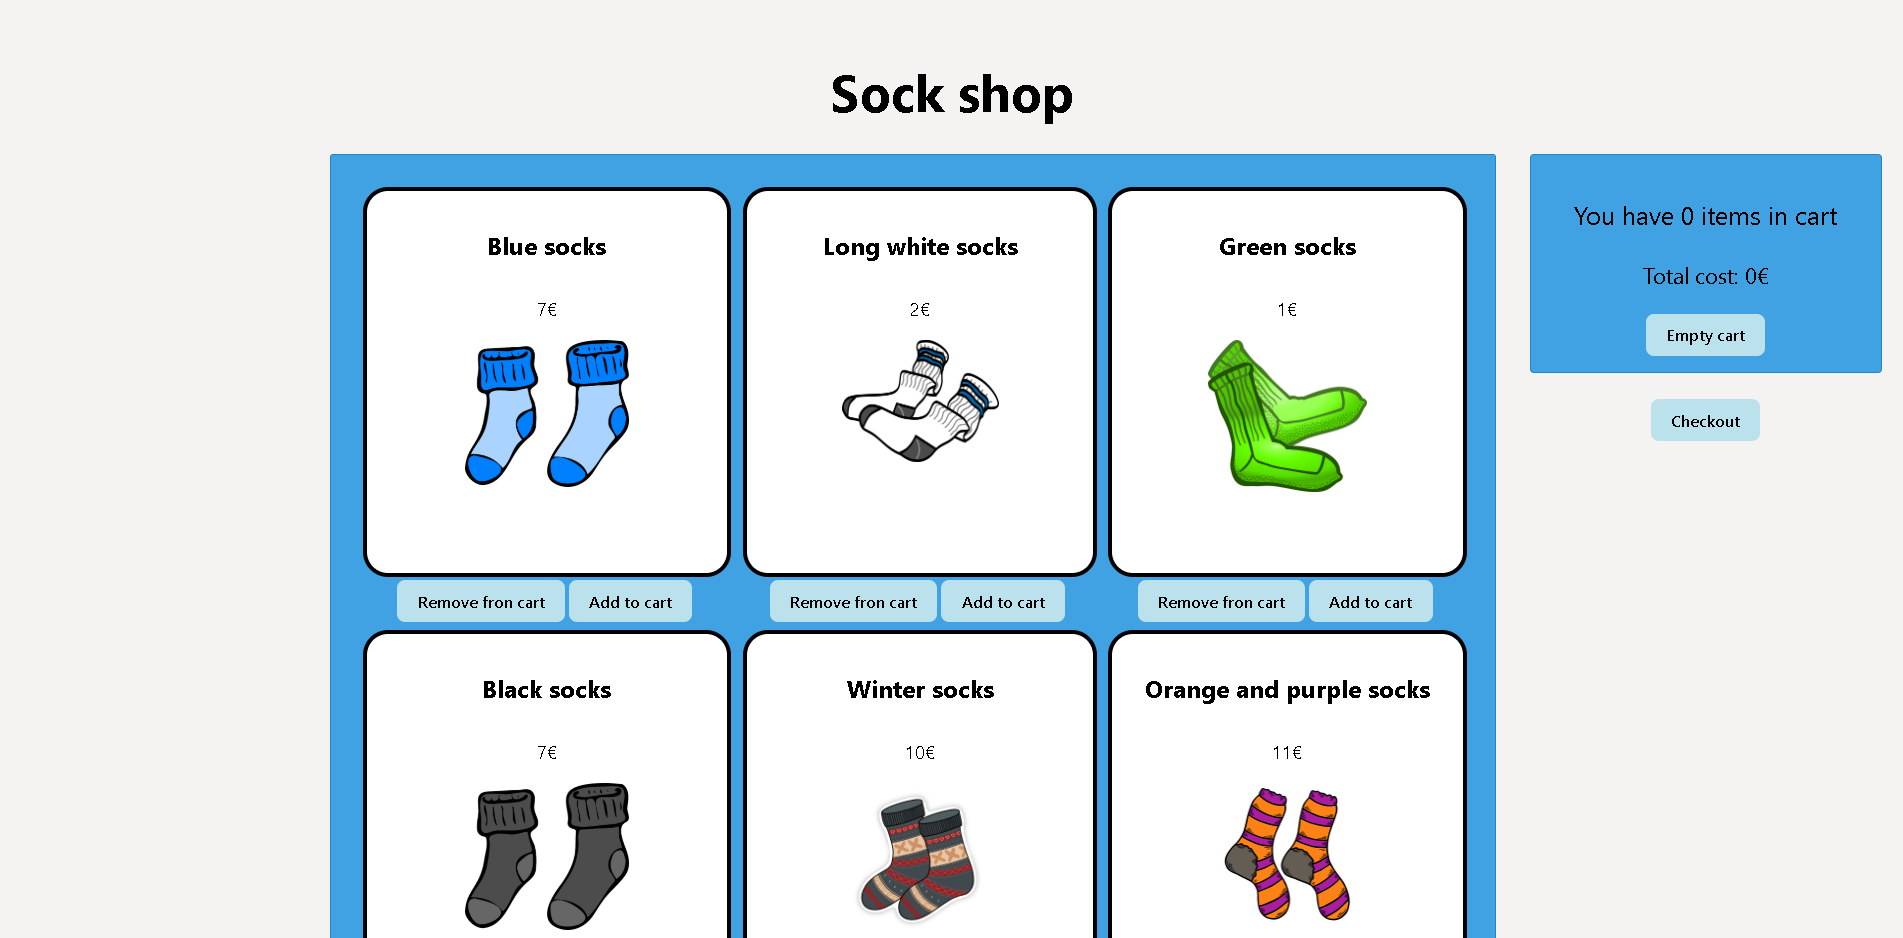 Sock shop
Blue socks
7€
Remove fron cart
Add to cart
Long white socks
2€
Remove fron cart
Add to cart
Green socks
1€
Remove fron cart
Add to cart
Black socks
7€
Winter socks
10€
Orange and purple socks
11€
You have 0 items in cart
Total cost: 0€
Empty cart
Checkout